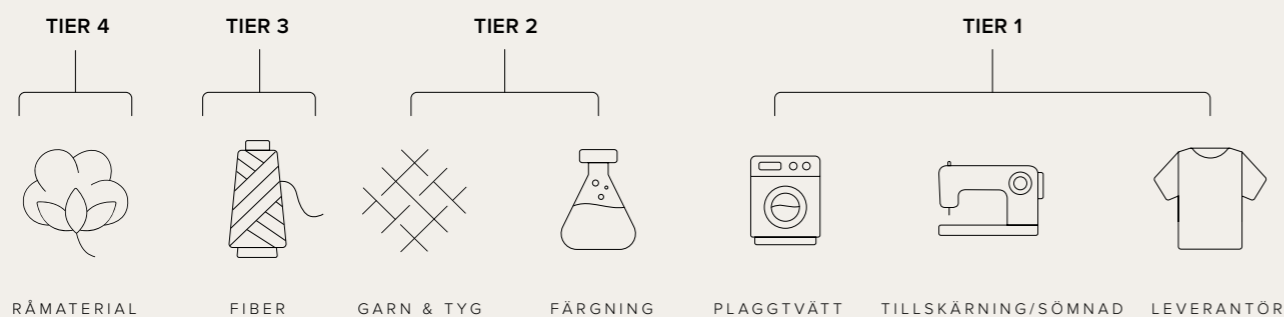 TIER 4 TIER 3 TIER 2 TIER 1
RÅMATERIAL FIBER GARN & TYG FÄRGNING PLAGGTVÄTT TILLSKÄRNING/SÖMNAD LEVERANTÖR